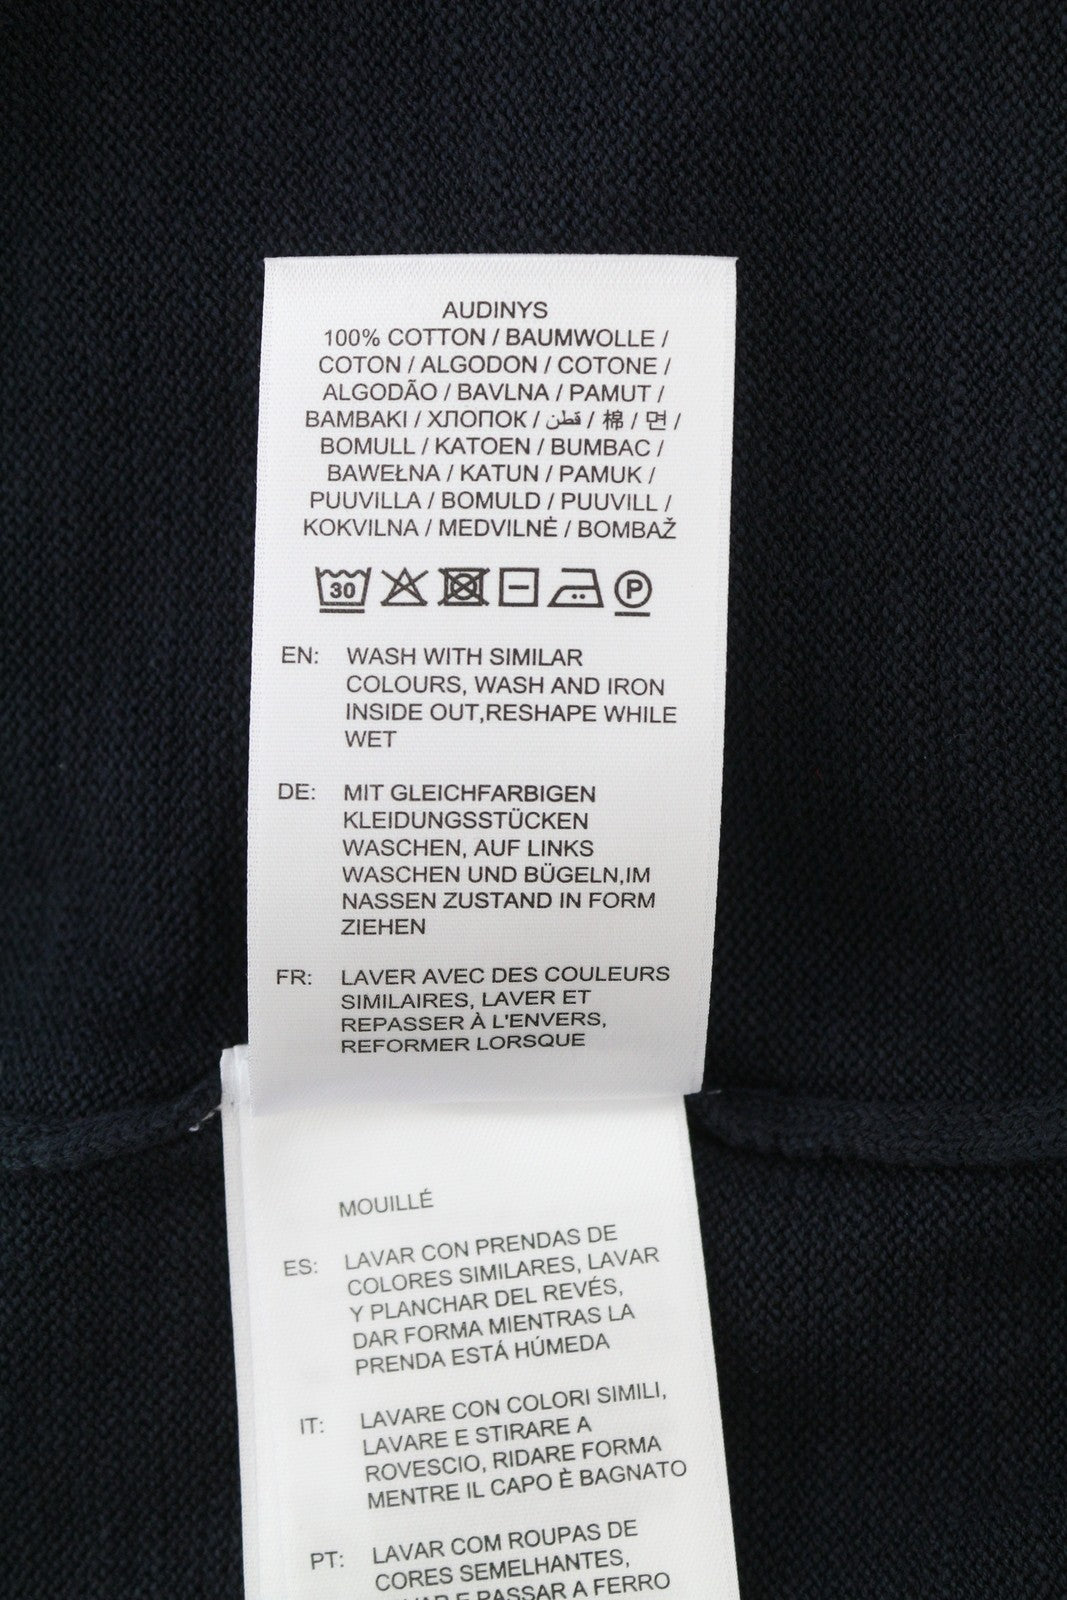 AUDINYS
100% COTTON / BAUMWOLLE /
COTON / ALGODON / COTONE /
ALGODÃO / BAVLNA / PAMUT /
BAMBAKI / ХЛОПОК / قطن / 棉 / 면 /
BOMULL / KATOEN / BUMBAC /
BAWEŁNA / KATUN / PAMUK /
PUUVILLA / BOMULD / PUUVILL /
KOKVILNA / MEDVILNĖ / BOMBAŽ
30 P
EN: WASH WITH SIMILAR
COLOURS, WASH AND IRON
INSIDE OUT,RESHAPE WHILE
WET
DE: MIT GLEICHFARBIGEN
KLEIDUNGSSTÜCKEN
WASCHEN, AUF LINKS
WASCHEN UND BÜGELN,IM
NASSEN ZUSTAND IN FORM
ZIEHEN
FR: LAVER AVEC DES COULEURS
SIMILAIRES, LAVER ET
REPASSER À L'ENVERS,
REFORMER LORSQUE
MOUILLÉ
ES: LAVAR CON PRENDAS DE
COLORES SIMILARES, LAVAR
Y PLANCHAR DEL REVÉS,
DAR FORMA MIENTRAS LA
PRENDA ESTÁ HÚMEDA
IT: LAVARE CON COLORI SIMILI,
LAVARE E STIRARE A
ROVESCIO, RIDARE FORMA
MENTRE IL CAPO È BAGNATO
PT: LAVAR COM ROUPAS DE
CORES SEMELHANTES,
E PASSAR A FERRO